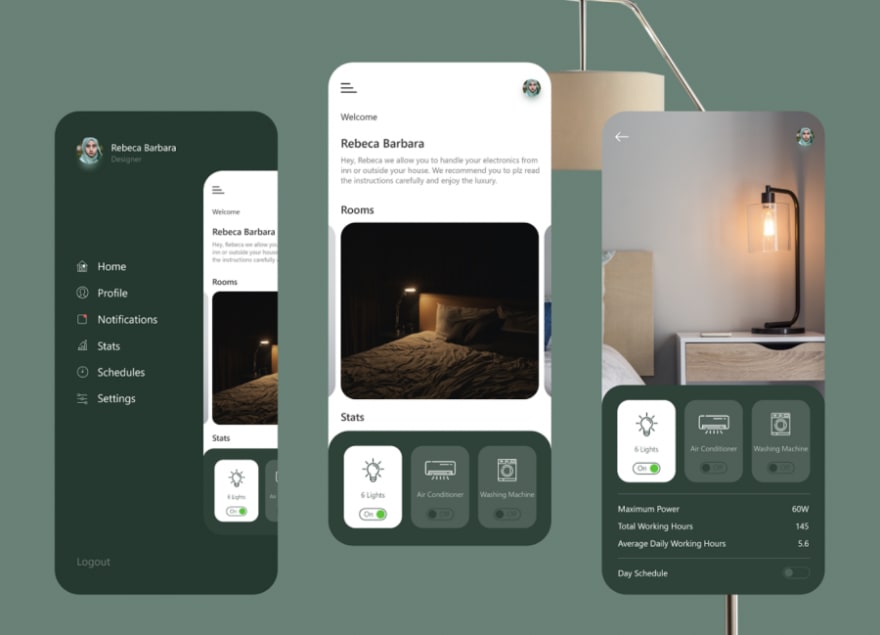 Rebeca Barbara
Designer
Home
Profile
Notifications
Stats
Schedules
Settings
Logout
Welcome
Rebeca Barbara
Hey, Rebeca we allow you
inn or outside your house
the instructions carefully
Rooms
Stats
6 Lights
On
Welcome
Rebeca Barbara
Hey, Rebeca we allow you to handle your electronics from
inn or outside your house. We recommend you to plz read
the instructions carefully and enjoy the luxury.
Rooms
Stats
6 Lights
Air Conditioner
Washing Machine
On
Off
Off
6 Lights
Air Conditioner
Washing Machine
On
Off
Off
Maximum Power
60W
Total Working Hours
145
Average Daily Working Hours
5.6
Day Schedule